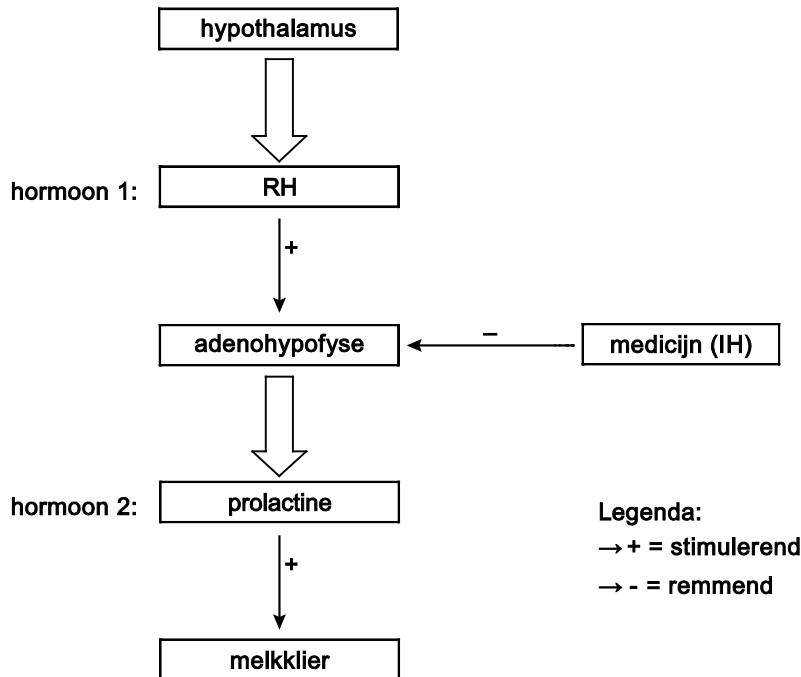 hypothalamus
hormoon 1:
RH
+
adenohypofyse
–
medicijn (IH)
hormoon 2:
prolactine
+
Legenda:
→ + = stimulerend
→ - = remmend
melkklier